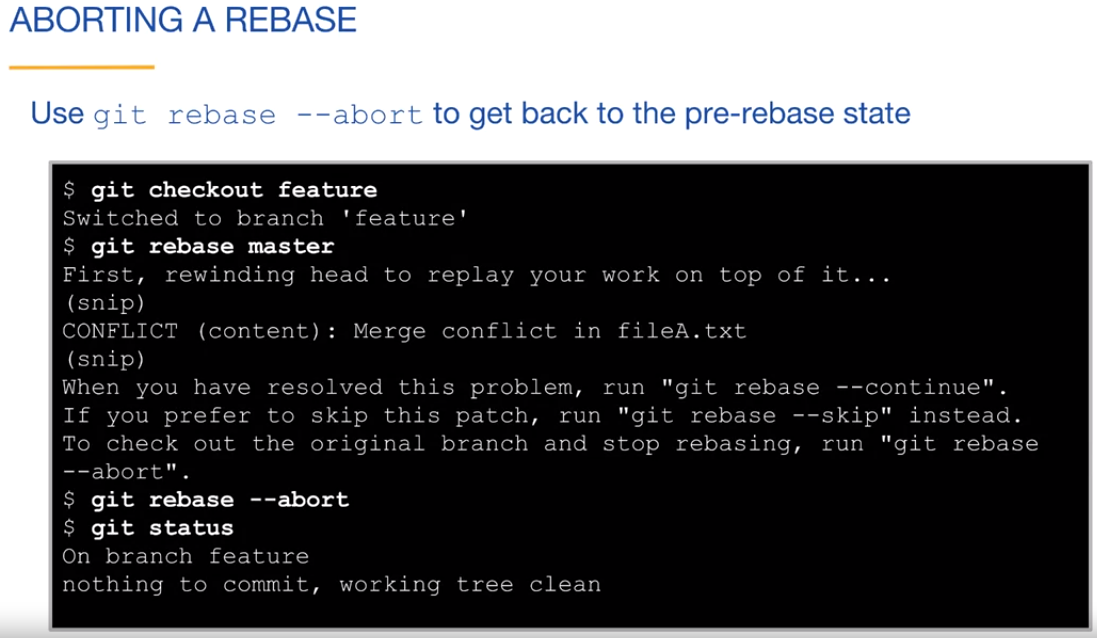 ABORTING A REBASE
Use git rebase --abort to get back to the pre-rebase state
$ git checkout feature
Switched to branch 'feature'
$ git rebase master
First, rewinding head to replay your work on top of it...
(snip)
CONFLICT (content): Merge conflict in fileA.txt
(snip)
When you have resolved this problem, run "git rebase --continue".
If you prefer to skip this patch, run "git rebase --skip" instead.
To check out the original branch and stop rebasing, run "git rebase
--abort".
$ git rebase --abort
$ git status
On branch feature
nothing to commit, working tree clean